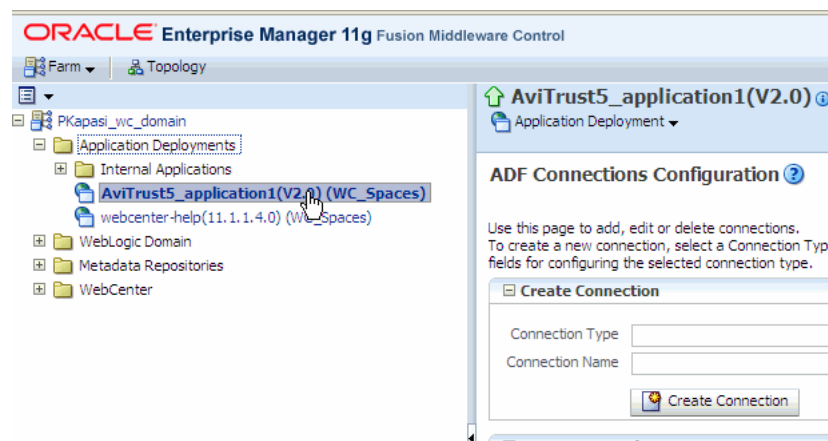 ORACLE Enterprise Manager 11g Fusion Middleware Control
Farm Topology
PKapasi_wc_domain
Application Deployments
Internal Applications
AviTrust5_application1(V2.0) (WC_Spaces)
webcenter-help(11.1.1.4.0) (WC_Spaces)
WebLogic Domain
Metadata Repositories
WebCenter
AviTrust5_application1(V2.0)
Application Deployment
ADF Connections Configuration
Use this page to add, edit or delete connections.
To create a new connection, select a Connection Typ
fields for configuring the selected connection type.
Create Connection
Connection Type
Connection Name
Create Connection